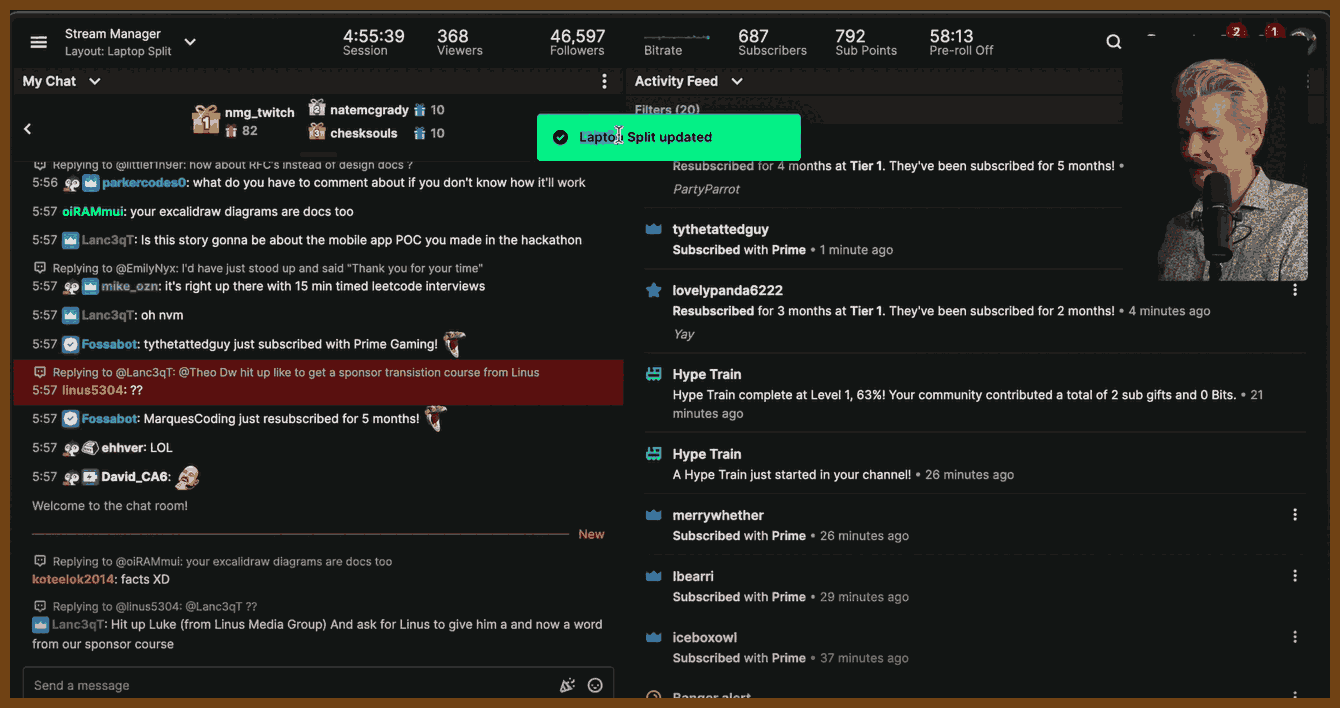 Stream Manager
Layout: Laptop Split
4:55:39
Session
368
Viewers
46,597
Followers
Bitrate
687
Subscribers
792
Sub Points
58:13
Pre-roll Off
2
1
My Chat
Activity Feed
Filters (20)
1
nmg_twitch
82
2
natemcgrady 10
3
chesksouls 10
Laptop Split updated
Replying to @littlef1n9er: how about RFC's instead of design docs ?
5:56 parkercodes0: what do you have to comment about if you don't know how it'll work
5:57 oiRAMmui: your excalidraw diagrams are docs too
5:57 Lanc3qT: Is this story gonna be about the mobile app POC you made in the hackathon
Replying to @EmilyNyx: I'd have just stood up and said "Thank you for your time"
5:57 mike_ozn: it's right up there with 15 min timed leetcode interviews
5:57 Lanc3qT: oh nvm
5:57 Fossabot: tythetattedguy just subscribed with Prime Gaming!
Replying to @Lanc3qT: @Theo Dw hit up like to get a sponsor transistion course from Linus
5:57 linus5304: ??
5:57 Fossabot: MarquesCoding just resubscribed for 5 months!
5:57 ehhver: LOL
5:57 David_CA6:
Welcome to the chat room!
New
Replying to @oiRAMmui: your excalidraw diagrams are docs too
koteelok2014: facts XD
Replying to @linus5304: @Lanc3qT ??
Lanc3qT: Hit up Luke (from Linus Media Group) And ask for Linus to give him a and now a word
from our sponsor course
Send a message
Resubscribed for 4 months at Tier 1. They've been subscribed for 5 months! •
PartyParrot
tythetattedguy
Subscribed with Prime • 1 minute ago
lovelypanda6222
Resubscribed for 3 months at Tier 1. They've been subscribed for 2 months! • 4 minutes ago
Yay
Hype Train
Hype Train complete at Level 1, 63%! Your community contributed a total of 2 sub gifts and 0 Bits. • 21
minutes ago
Hype Train
A Hype Train just started in your channel! • 26 minutes ago
merrywhether
Subscribed with Prime • 26 minutes ago
Ibearri
Subscribed with Prime • 29 minutes ago
iceboxowl
Subscribed with Prime • 37 minutes ago
Banger alert